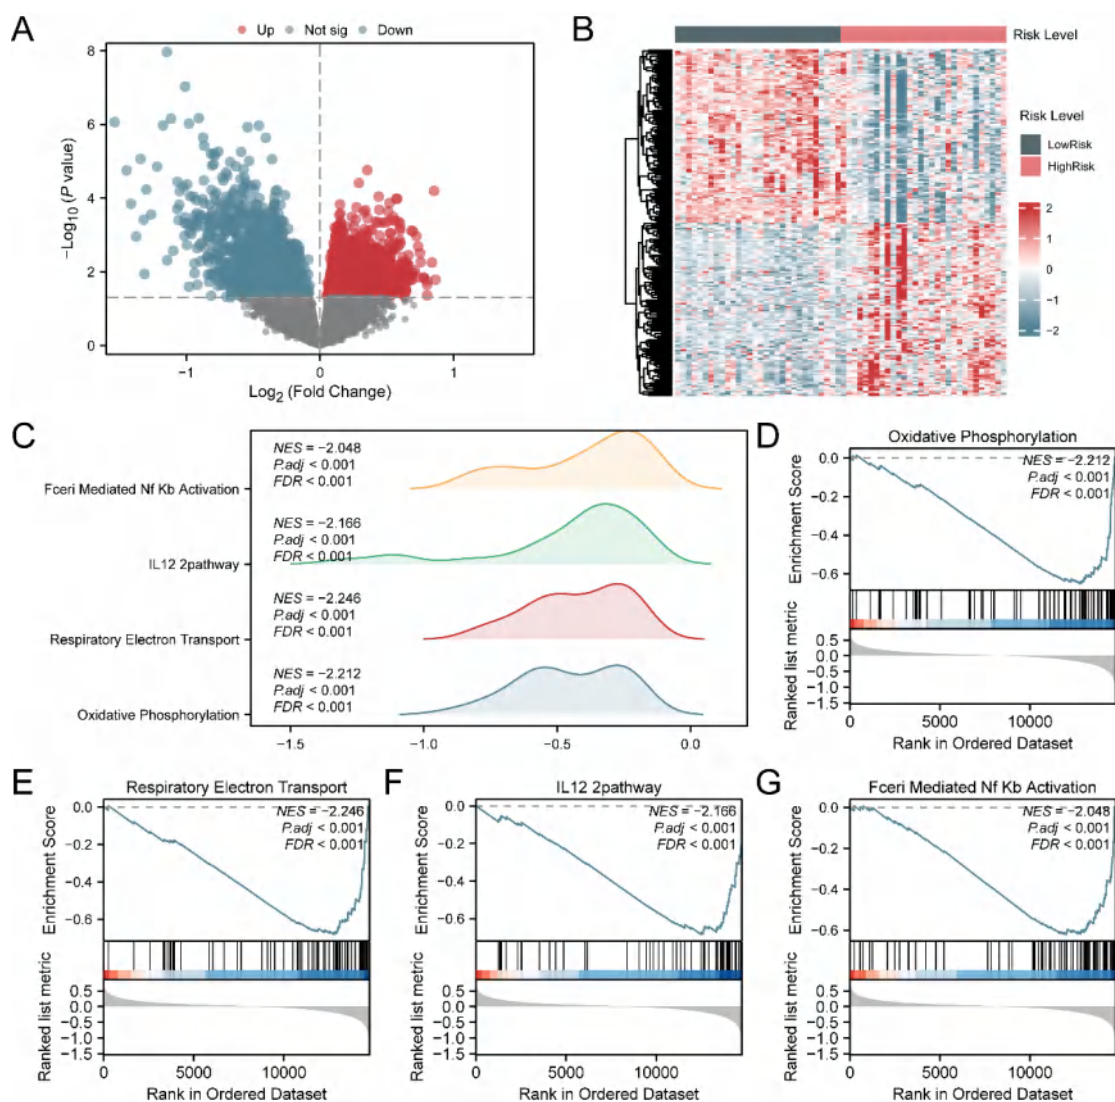 A
Up Not sig Down
8
6
4
2
0
−Log10 (P value)
−1 0 1
Log2 (Fold Change)
B
Risk Level
Risk Level
LowRisk
HighRisk
2
1
0
−1
−2
C
NES = −2.048
P.adj < 0.001
FDR < 0.001
Fceri Mediated Nf Kb Activation
NES = −2.166
P.adj < 0.001
FDR < 0.001
IL12 2pathway
NES = −2.246
P.adj < 0.001
FDR < 0.001
Respiratory Electron Transport
NES = −2.212
P.adj < 0.001
FDR < 0.001
Oxidative Phosphorylation
−1.5 −1.0 −0.5 0.0
D
Oxidative Phosphorylation
NES = −2.212
P.adj < 0.001
FDR < 0.001
0.0
−0.2
−0.4
−0.6
Enrichment Score
0.5
0.0
−0.5
−1.0
−1.5
Ranked list metric
0 5000 10000
Rank in Ordered Dataset
E
Respiratory Electron Transport
NES = −2.246
P.adj < 0.001
FDR < 0.001
0.0
−0.2
−0.4
−0.6
Enrichment Score
0.5
0.0
−0.5
−1.0
−1.5
Ranked list metric
0 5000 10000
Rank in Ordered Dataset
F
IL12 2pathway
NES = −2.166
P.adj < 0.001
FDR < 0.001
0.0
−0.2
−0.4
−0.6
Enrichment Score
0.5
0.0
−0.5
−1.0
−1.5
Ranked list metric
0 5000 10000
Rank in Ordered Dataset
G
Fceri Mediated Nf Kb Activation
NES = −2.048
P.adj < 0.001
FDR < 0.001
0.0
−0.2
−0.4
−0.6
Enrichment Score
0.5
0.0
−0.5
−1.0
−1.5
Ranked list metric
0 5000 10000
Rank in Ordered Dataset